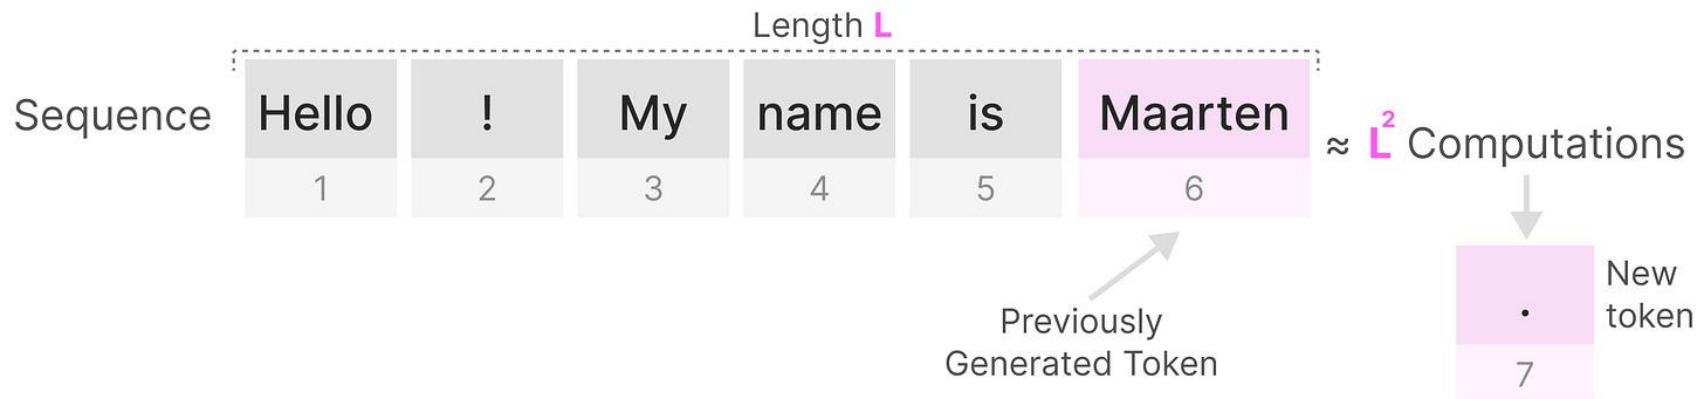 Length L
Sequence Hello ! My name is Maarten ≈ L² Computations
1 2 3 4 5 6
Previously
Generated Token
New
token
.
7